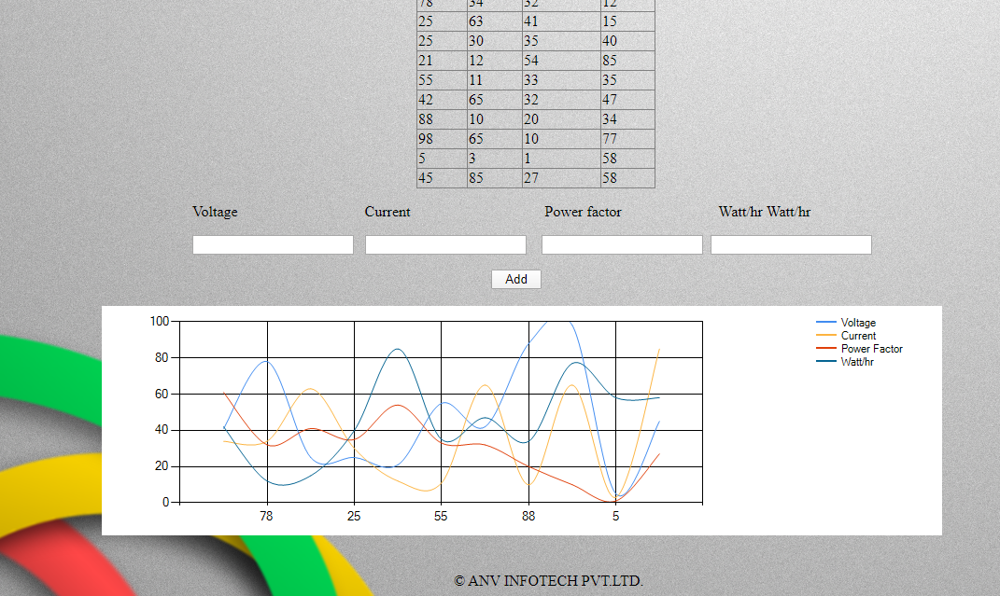 78 34 32 12
25 63 41 15
25 30 35 40
21 12 54 85
55 11 33 35
42 65 32 47
88 10 20 34
98 65 10 77
5 3 1 58
45 85 27 58
Voltage Current Power factor Watt/hr Watt/hr
Add
100
80
60
40
20
0
78 25 55 88 5
Voltage
Current
Power Factor
Watt/hr
© ANV INFOTECH PVT.LTD.